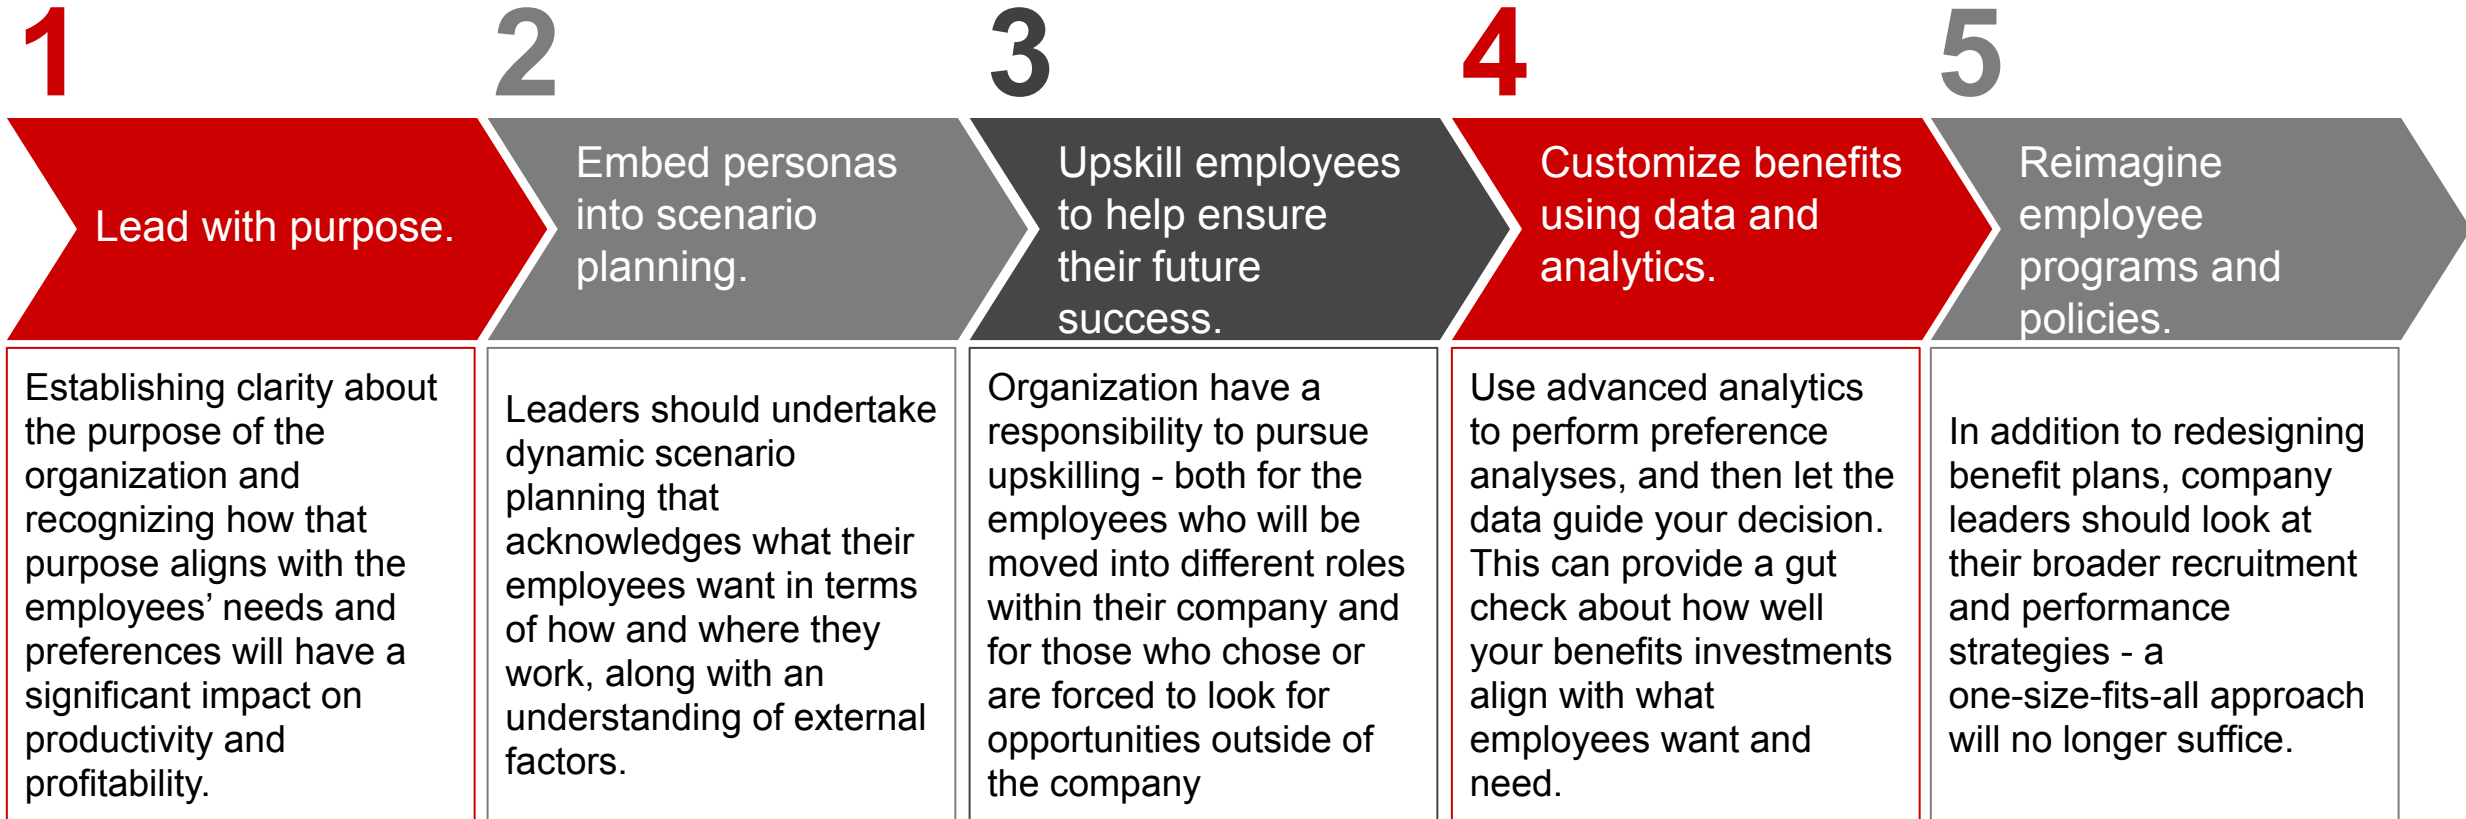 1
Lead with purpose.
Establishing clarity about
the purpose of the
organization and
recognizing how that
purpose aligns with the
employees’ needs and
preferences will have a
significant impact on
productivity and
profitability.
2
Embed personas
into scenario
planning.
Leaders should undertake
dynamic scenario
planning that
acknowledges what their
employees want in terms
of how and where they
work, along with an
understanding of external
factors.
3
Upskill employees
to help ensure
their future
success.
Organization have a
responsibility to pursue
upskilling - both for the
employees who will be
moved into different roles
within their company and
for those who chose or
are forced to look for
opportunities outside of
the company
4
Customize benefits
using data and
analytics.
Use advanced analytics
to perform preference
analyses, and then let the
data guide your decision.
This can provide a gut
check about how well
your benefits investments
align with what
employees want and
need.
5
Reimagine
employee
programs and
policies.
In addition to redesigning
benefit plans, company
leaders should look at
their broader recruitment
and performance
strategies - a
one-size-fits-all approach
will no longer suffice.